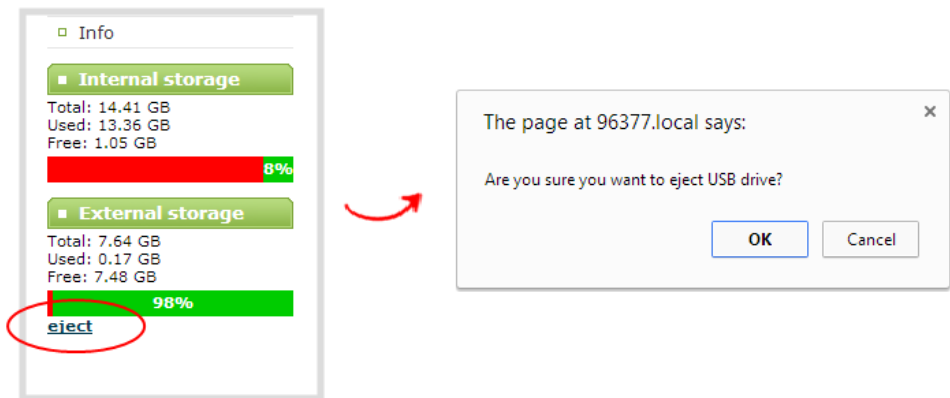 Info
Internal storage
Total: 14.41 GB
Used: 13.36 GB
Free: 1.05 GB
8%
External storage
Total: 7.64 GB
Used: 0.17 GB
Free: 7.48 GB
98%
eject
The page at 96377.local says:
Are you sure you want to eject USB drive?
OK
Cancel